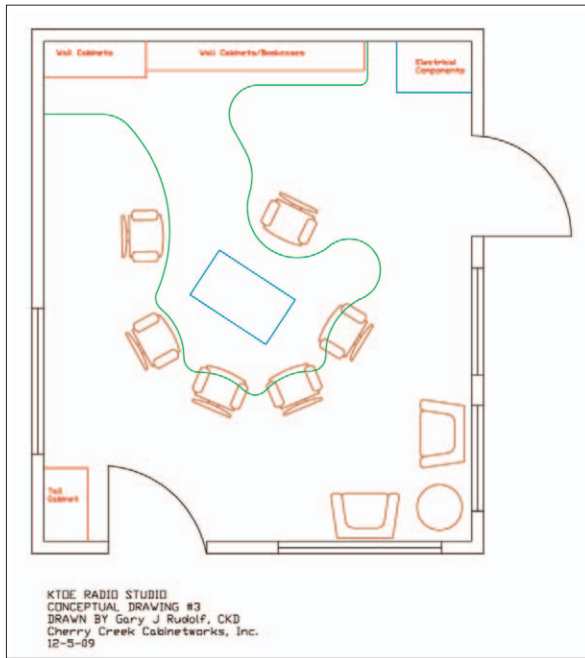 Wall Cabinets
Wall Cabinets/Bookcases
Electrical
Components
Tall
Cabinet
KTOE RADIO STUDIO
CONCEPTUAL DRAWING #3
DRAWN BY Gary J Rudolf, CKD
Cherry Creek Cabinetworks, Inc.
12-5-09